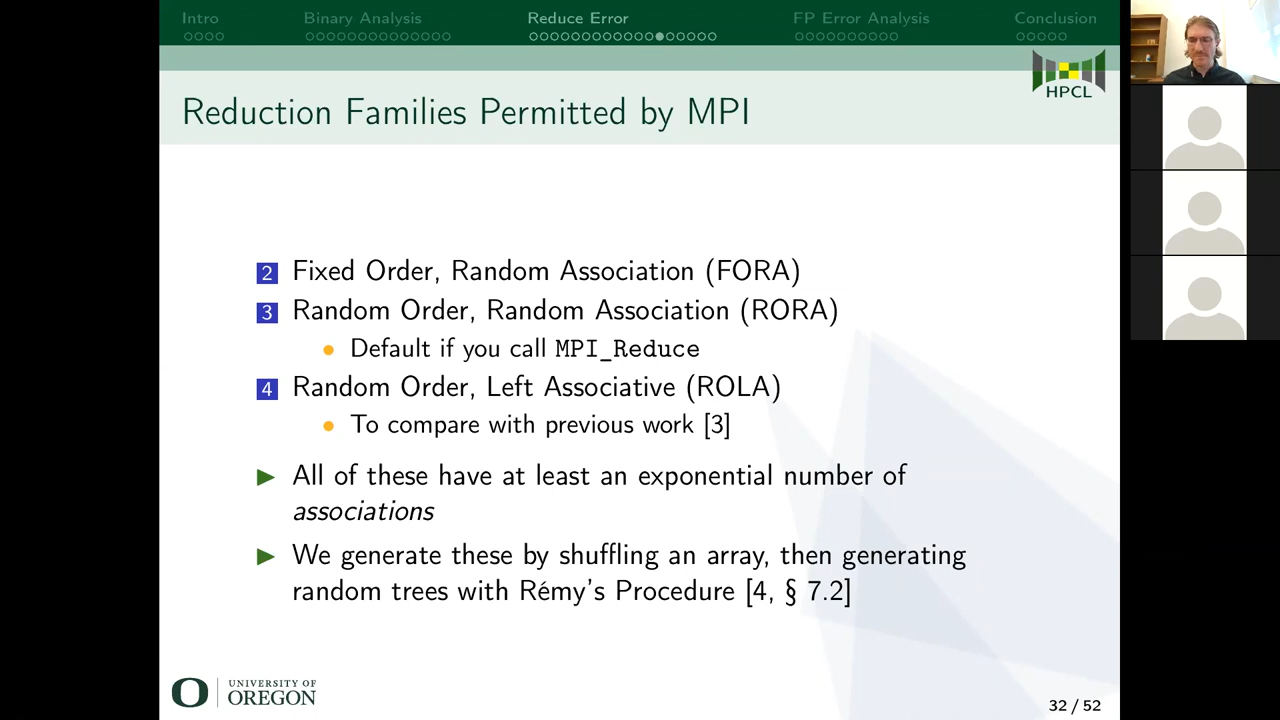 Intro Binary Analysis Reduce Error FP Error Analysis Conclusion
HPCL
Reduction Families Permitted by MPI
2 Fixed Order, Random Association (FORA)
3 Random Order, Random Association (RORA)
Default if you call MPI_Reduce
4 Random Order, Left Associative (ROLA)
To compare with previous work [3]
All of these have at least an exponential number of
associations
We generate these by shuffling an array, then generating
random trees with Rémy's Procedure [4, § 7.2]
O UNIVERSITY OF
OREGON
32 / 52